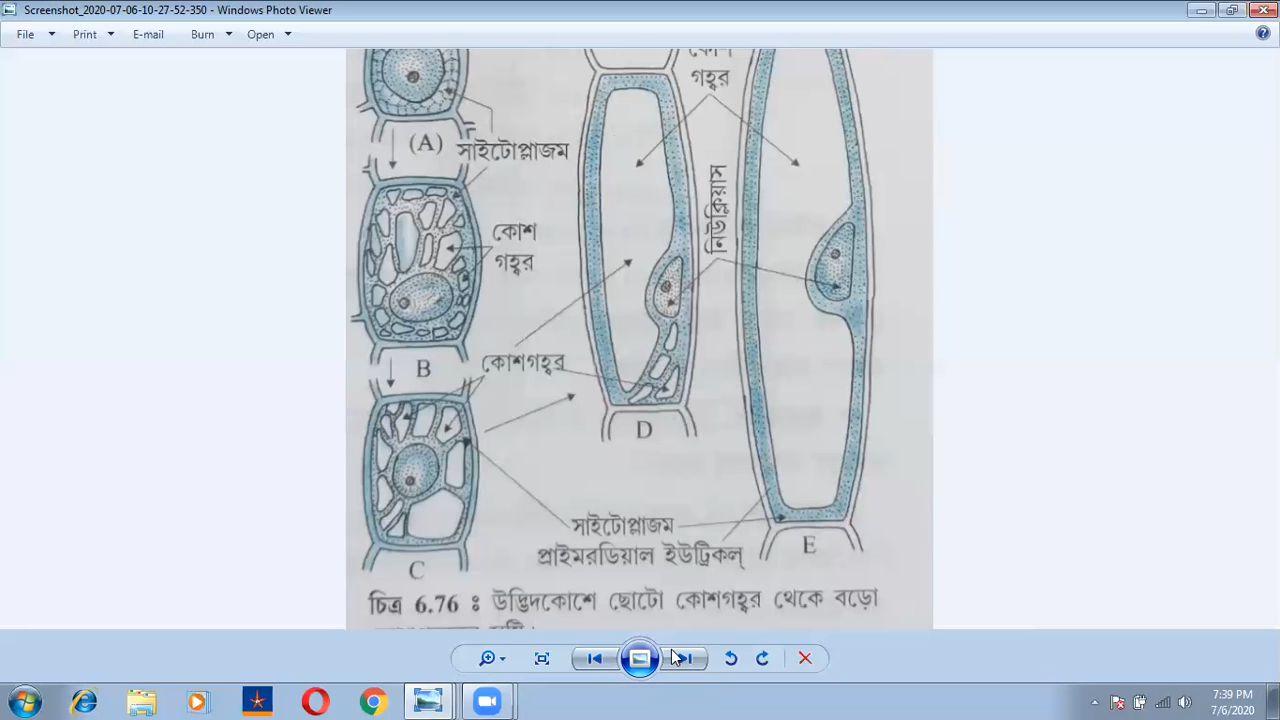 Screenshot_2020-07-06-10-27-52-350 - Windows Photo Viewer
File Print E-mail Burn Open
কোশ
গহ্বর
(A)
সাইটোপ্লাজম
নিউক্লিয়াস
কোশ
গহ্বর
B
কোশগহ্বর
D
C
সাইটোপ্লাজম
প্রাইমরডিয়াল ইউট্রিকল্
E
চিত্র 6.76 ঃ উদ্ভিদকোশে ছোটো কোশগহ্বর থেকে বড়ো
7:39 PM
7/6/2020